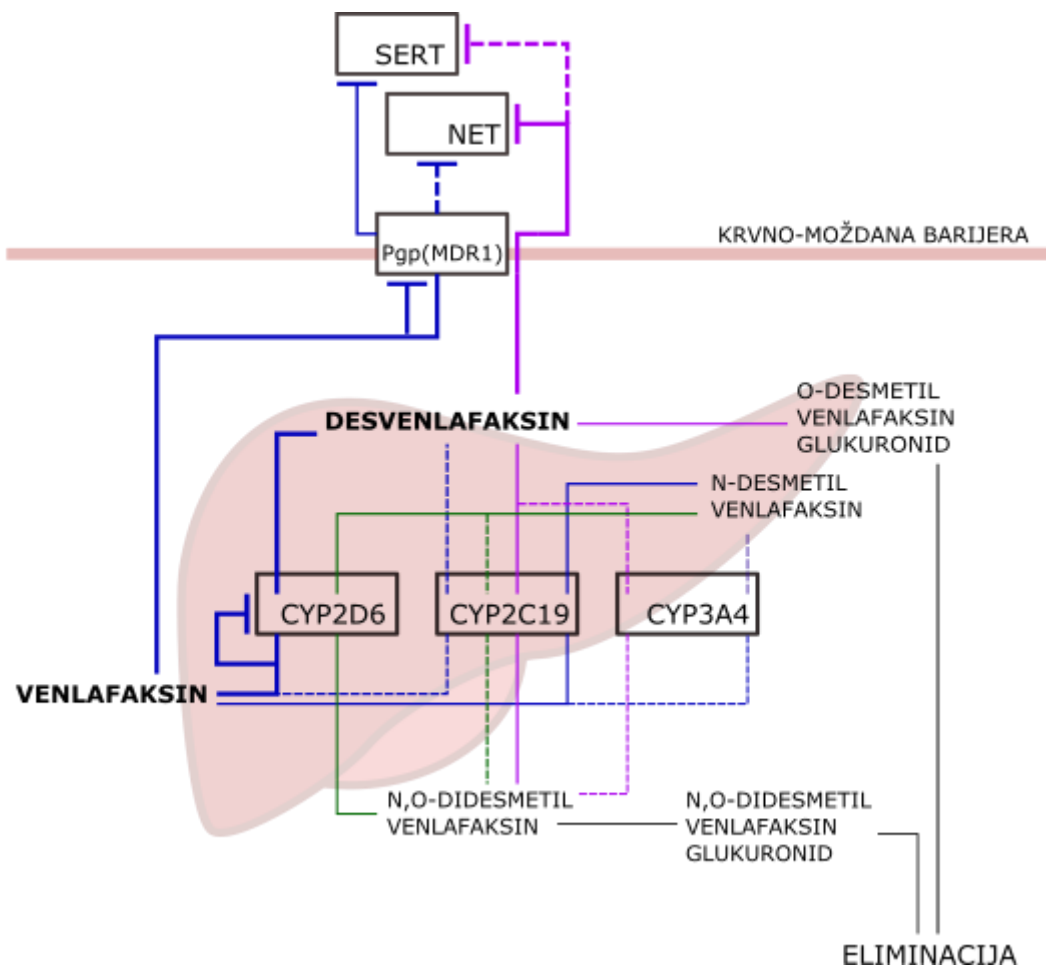 SERT
NET
KRVNO-MOŽDANA BARIJERA
Pgp(MDR1)
O-DESMETIL
VENLAFAKSIN
GLUKURONID
DESVENLAFAKSIN
N-DESMETIL
VENLAFAKSIN
CYP2D6
CYP2C19
CYP3A4
VENLAFAKSIN
N,O-DIDESMETIL
VENLAFAKSIN
N,O-DIDESMETIL
VENLAFAKSIN
GLUKURONID
ELIMINACIJA